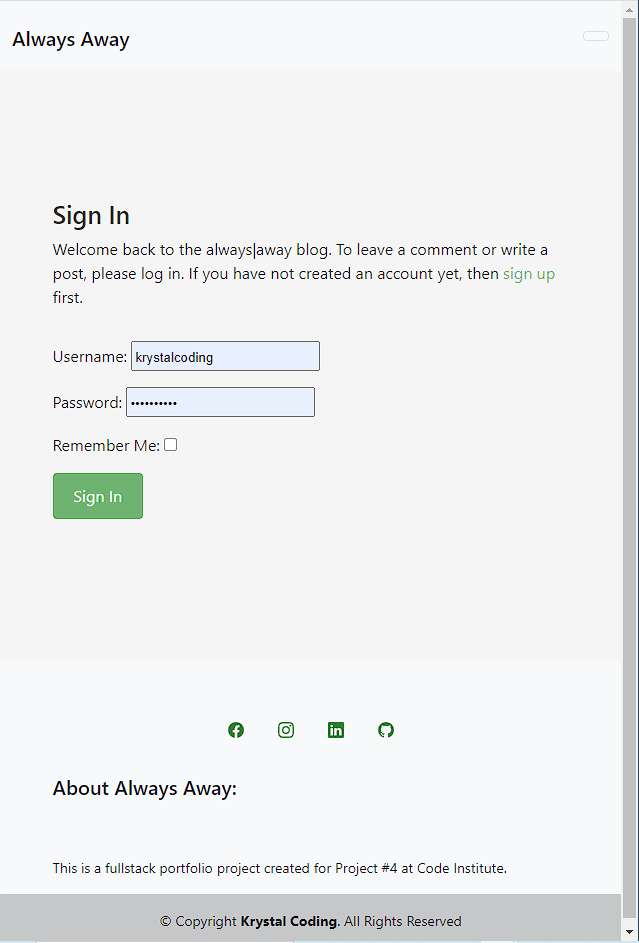 Always Away
Sign In
Welcome back to the always|away blog. To leave a comment or write a
post, please log in. If you have not created an account yet, then sign up
first.
Username: krystalcoding
Password: ••••••••••
Remember Me:
Sign In
About Always Away:
This is a fullstack portfolio project created for Project #4 at Code Institute.
© Copyright Krystal Coding. All Rights Reserved